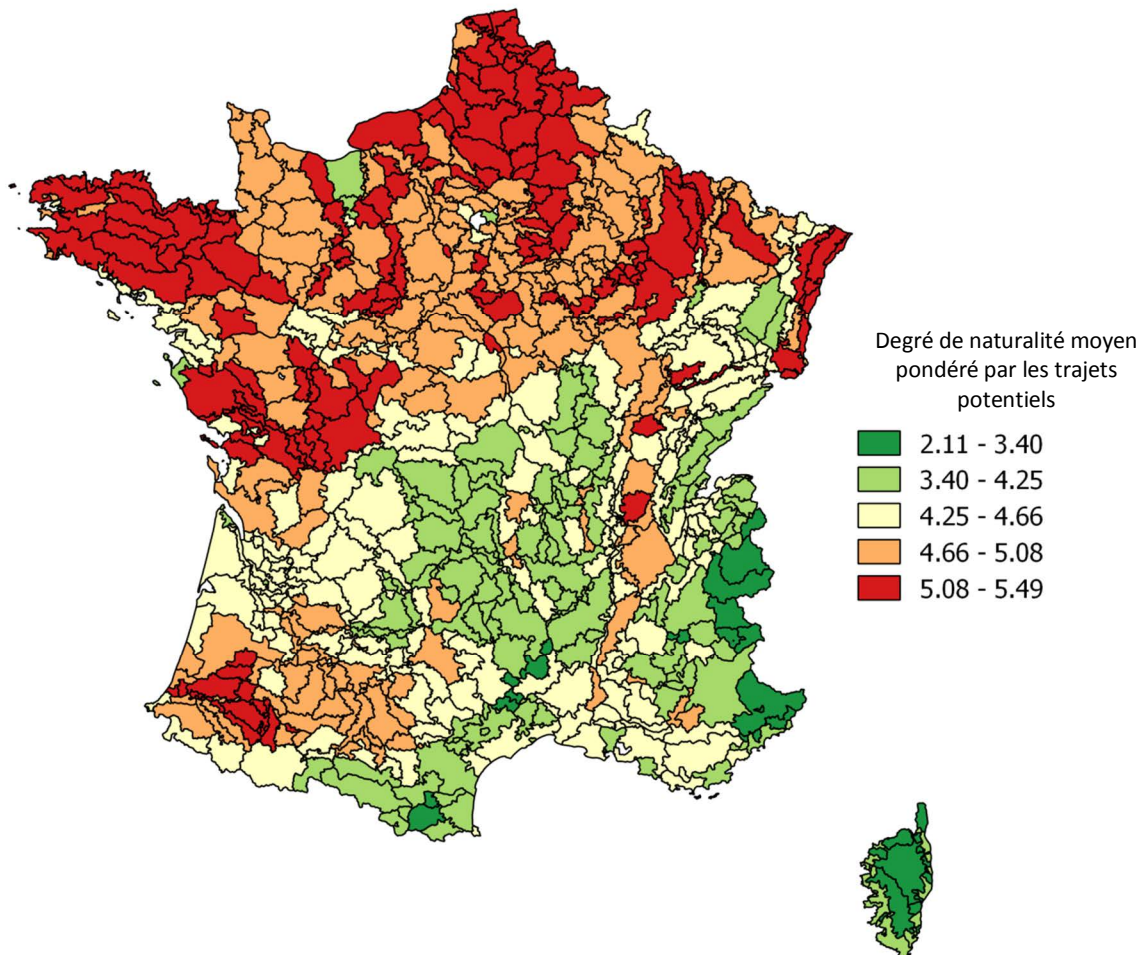 Degré de naturalité moyen
pondéré par les trajets
potentiels
2.11 - 3.40
3.40 - 4.25
4.25 - 4.66
4.66 - 5.08
5.08 - 5.49